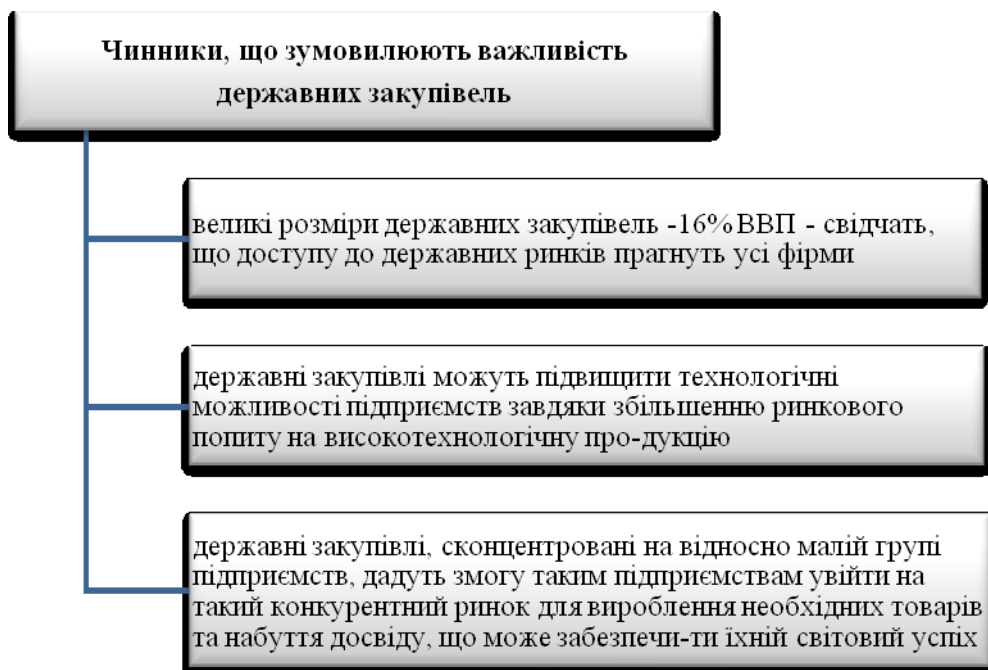 Чинники, що зумовилюють важливість
державних закупівель
великі розміри державних закупівель -16% ВВП - свідчать,
що доступу до державних ринків прагнуть усі фірми
державні закупівлі можуть підвищити технологічні
можливості підприємств завдяки збільшенню ринкового
попиту на високотехнологічну про-дукцію
державні закупівлі, сконцентровані на відносно малій групі
підприємств, дадуть змогу таким підприємствам увійти на
такий конкурентний ринок для вироблення необхідних товарів
та набуття досвіду, що може забезпечи-ти їхній світовий успіх